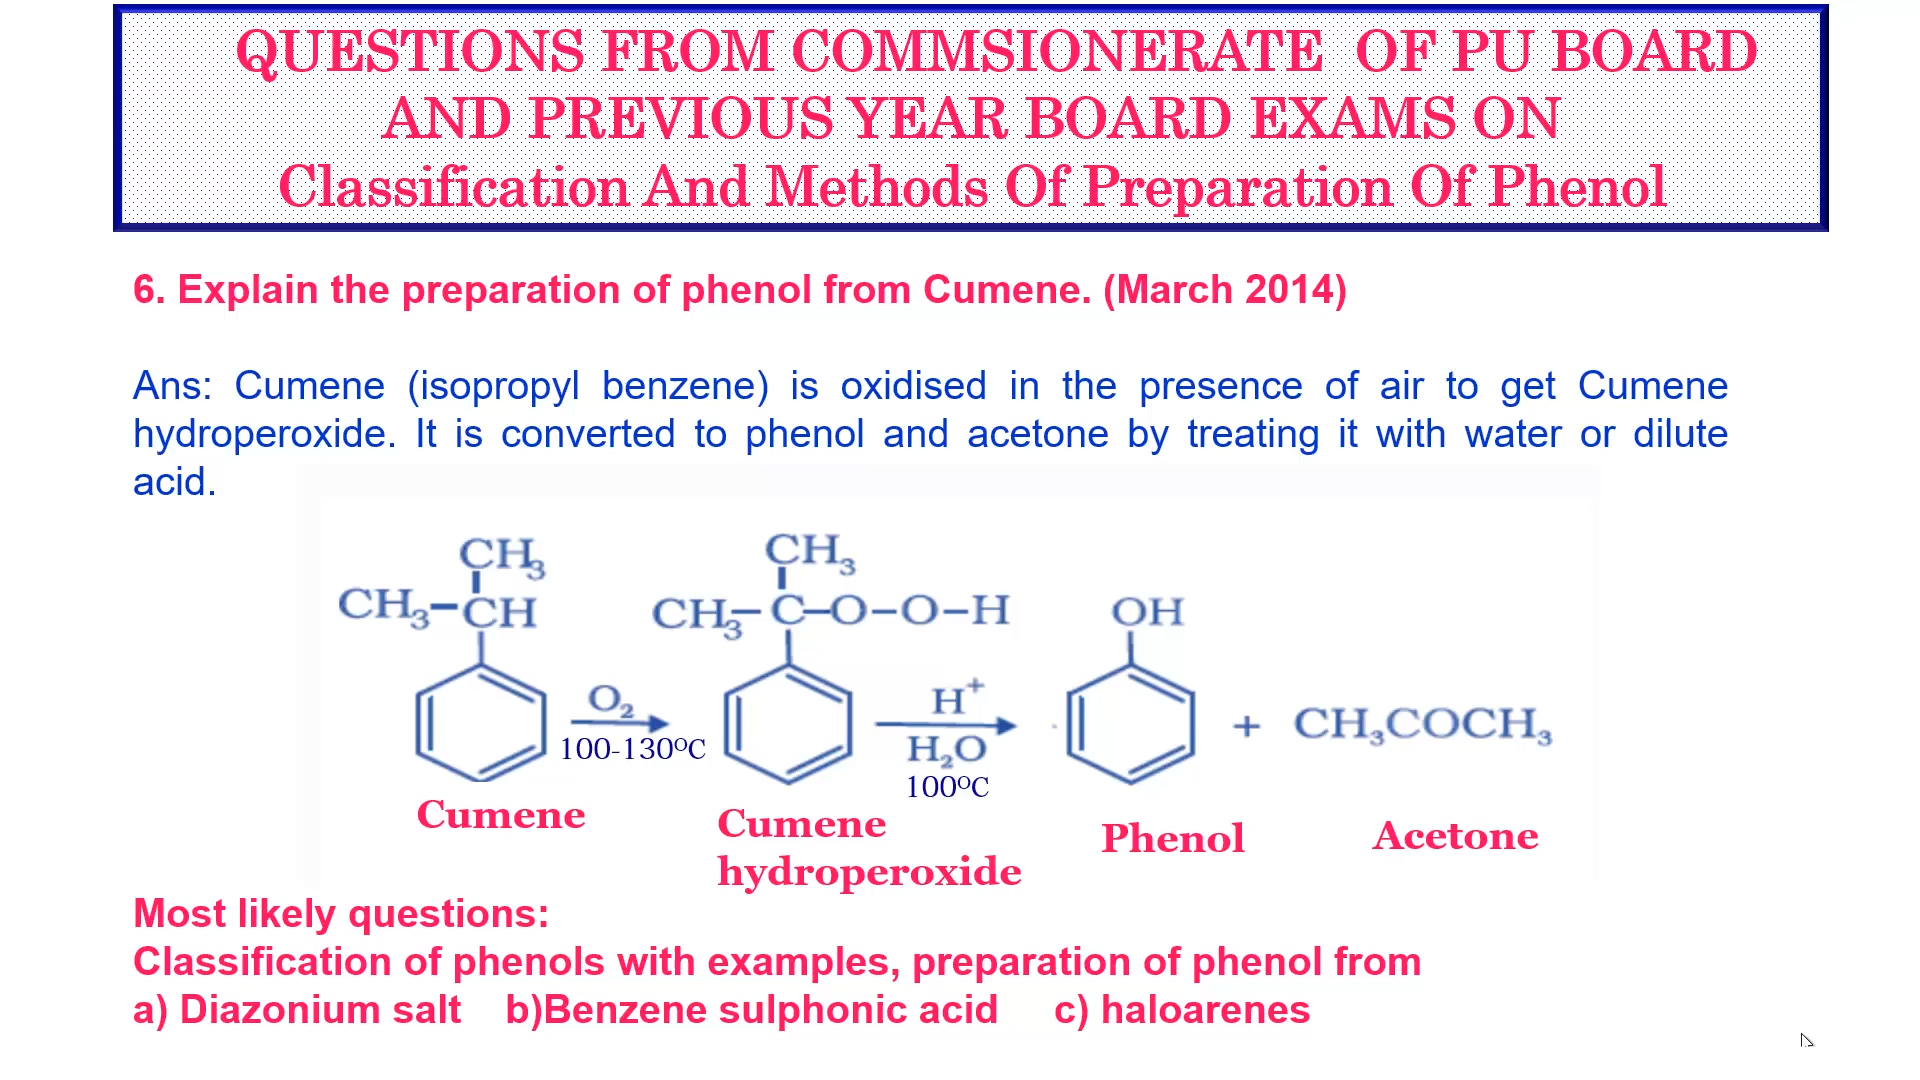 QUESTIONS FROM COMMSIONERATE OF PU BOARD
AND PREVIOUS YEAR BOARD EXAMS ON
Classification And Methods Of Preparation Of Phenol
6. Explain the preparation of phenol from Cumene. (March 2014)
Ans: Cumene (isopropyl benzene) is oxidised in the presence of air to get Cumene
hydroperoxide. It is converted to phenol and acetone by treating it with water or dilute
acid.
CH₃
CH₃–CH
O₂
100-130ºC
Cumene
CH₃
CH₃–C–O–O–H
H⁺
H₂O
100ºC
Cumene
hydroperoxide
OH
Phenol
+ CH₃COCH₃
Acetone
Most likely questions:
Classification of phenols with examples, preparation of phenol from
a) Diazonium salt b)Benzene sulphonic acid c) haloarenes